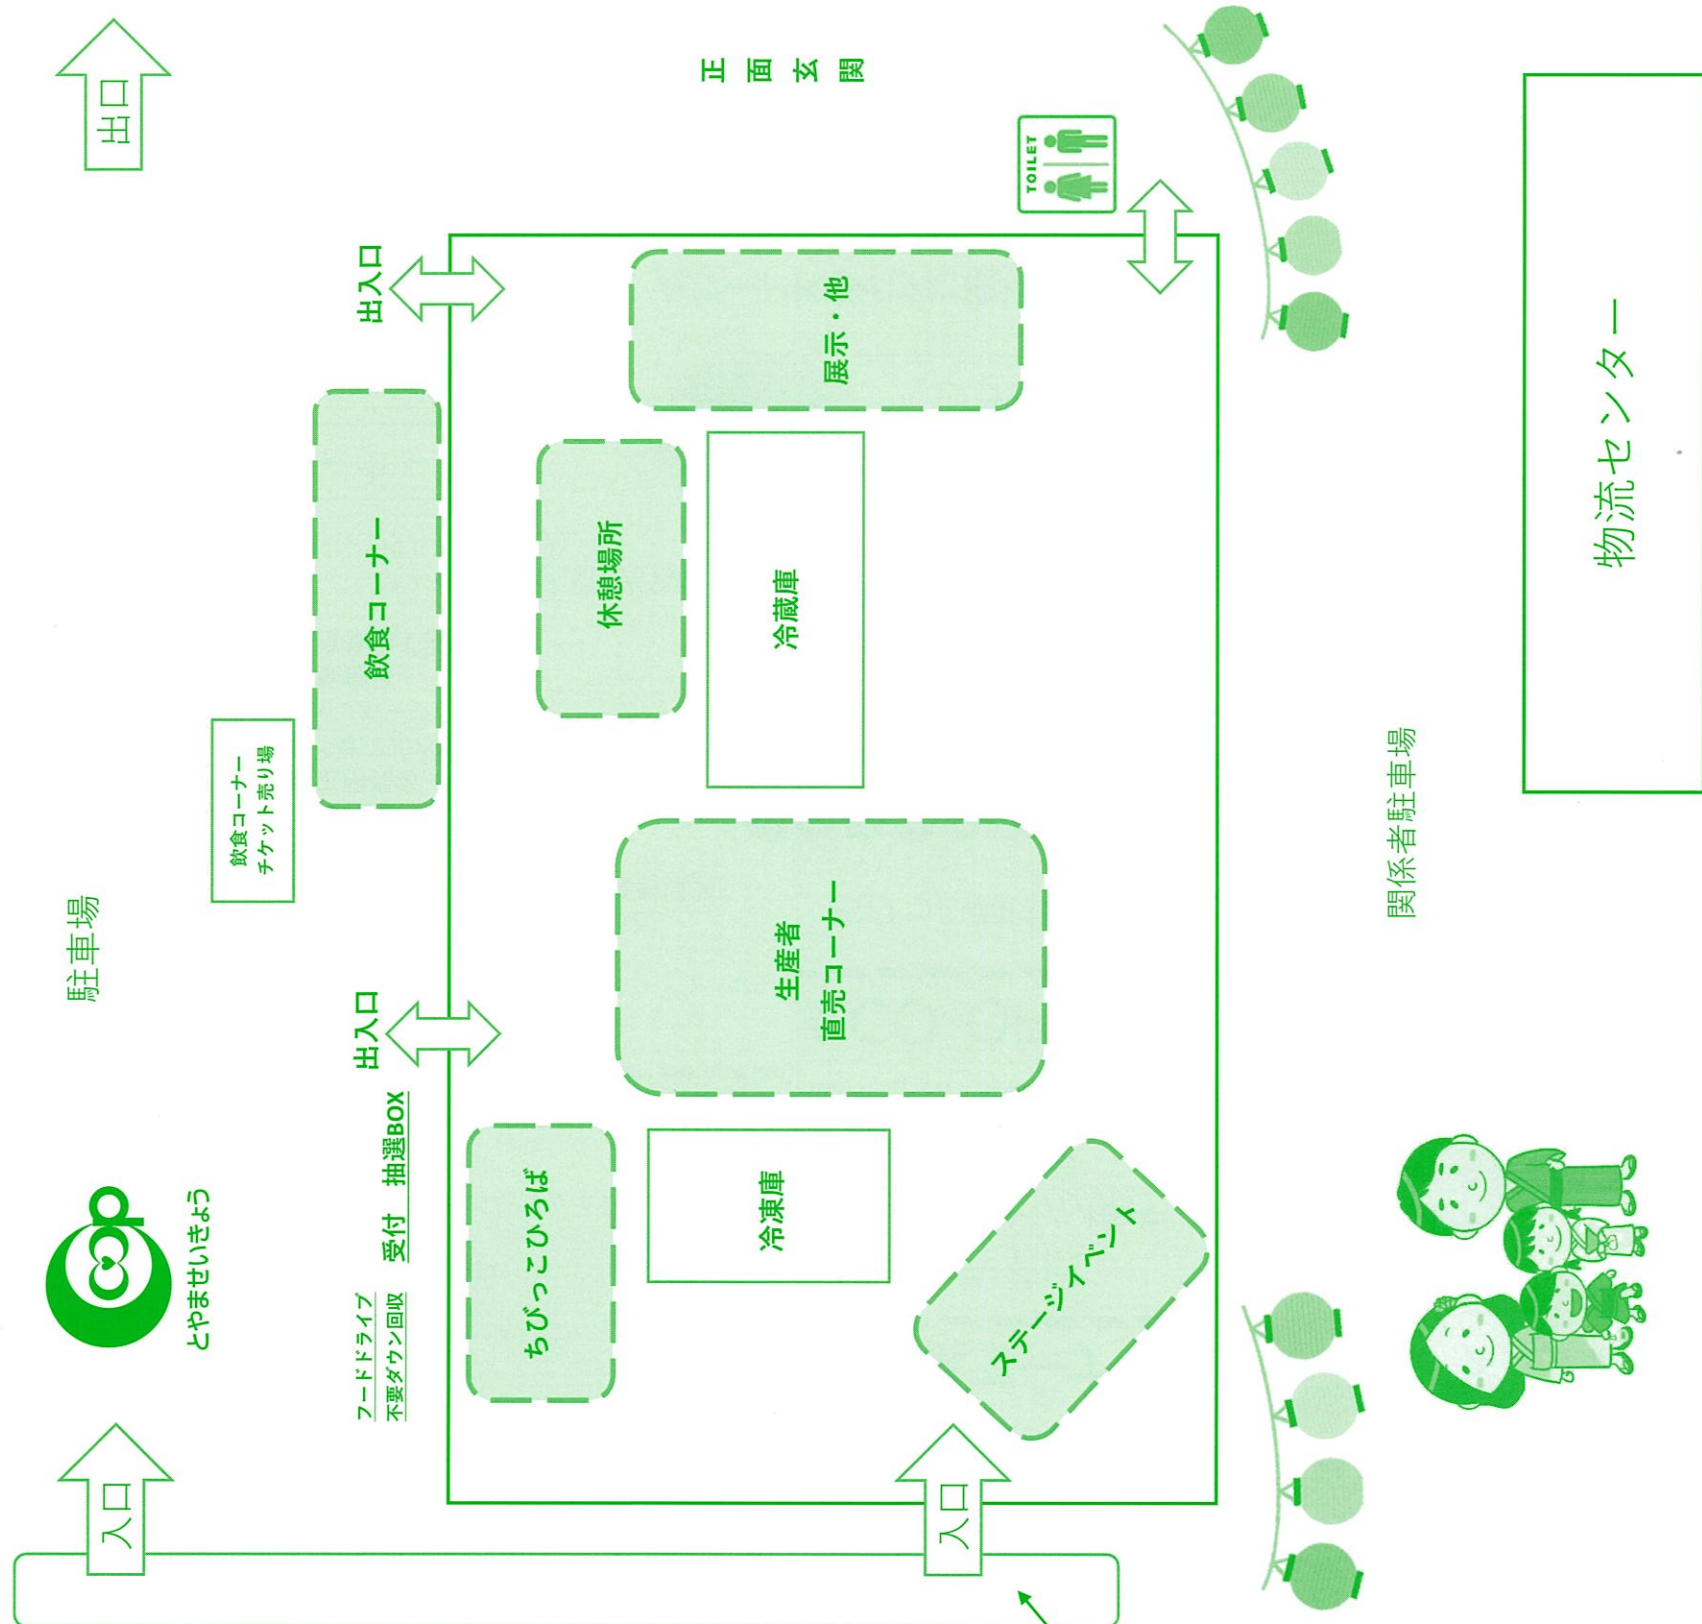 出口
正面玄関
TOILET
出入口
展示・他
飲食コーナー
休憩場所
冷蔵庫
物流センター
飲食コーナー
チケット売り場
駐車場
生産者
直売コーナー
関係者駐車場
出入口
coop
とやませいきょう
受付 抽選BOX
フードドライブ
不要ダウン回収
ちびっこひろば
冷凍庫
ステージイベント
入口
入口